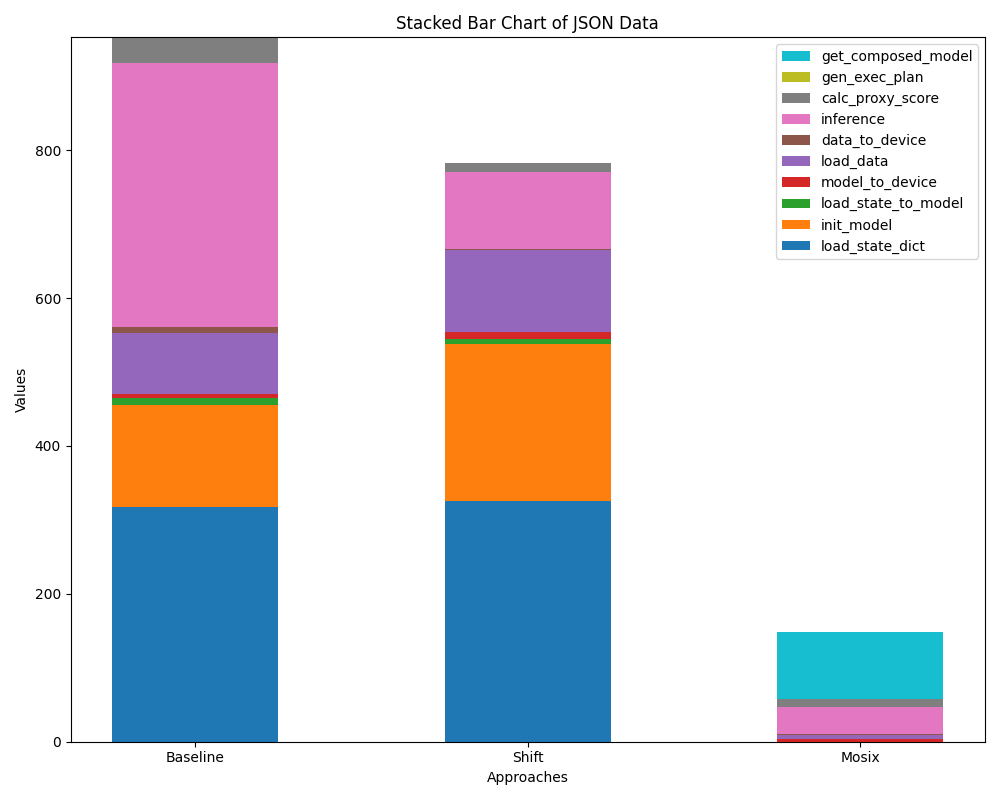 Stacked Bar Chart of JSON Data
get_composed_model
gen_exec_plan
calc_proxy_score
inference
data_to_device
load_data
model_to_device
load_state_to_model
init_model
load_state_dict
Values
800
600
400
200
0
Baseline
Shift
Mosix
Approaches